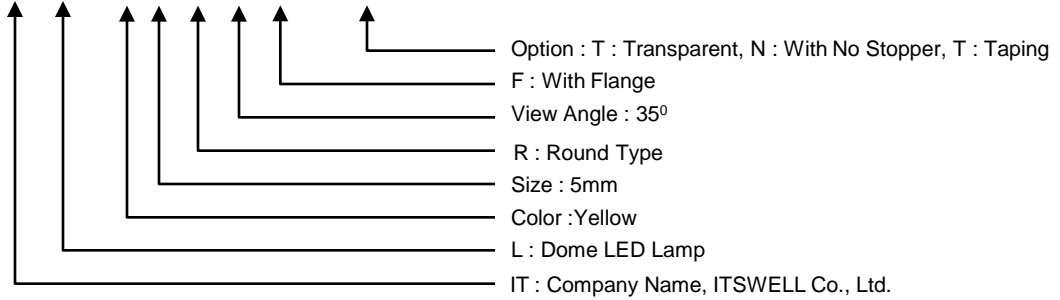 Option : T : Transparent, N : With No Stopper, T : Taping
F : With Flange
View Angle : 35⁰
R : Round Type
Size : 5mm
Color :Yellow
L : Dome LED Lamp
IT : Company Name, ITSWELL Co., Ltd.